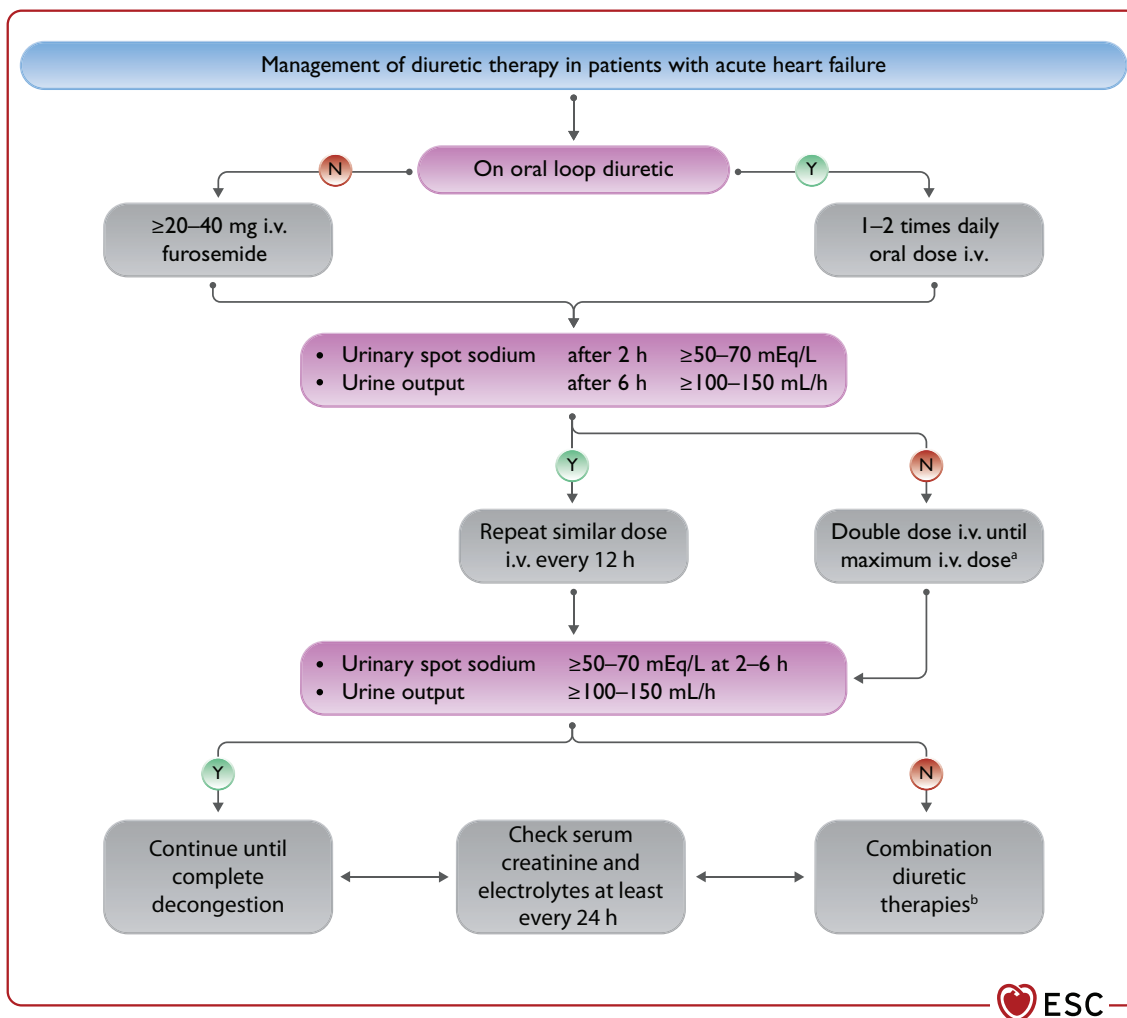 Management of diuretic therapy in patients with acute heart failure
On oral loop diuretic
N
Y
≥20–40 mg i.v.
furosemide
1–2 times daily
oral dose i.v.
• Urinary spot sodium after 2 h ≥50–70 mEq/L
• Urine output after 6 h ≥100–150 mL/h
Y
N
Repeat similar dose
i.v. every 12 h
Double dose i.v. until
maximum i.v. doseᵃ
• Urinary spot sodium ≥50–70 mEq/L at 2–6 h
• Urine output ≥100–150 mL/h
Y
N
Continue until
complete
decongestion
Check serum
creatinine and
electrolytes at least
every 24 h
Combination
diuretic
therapiesᵇ
ESC